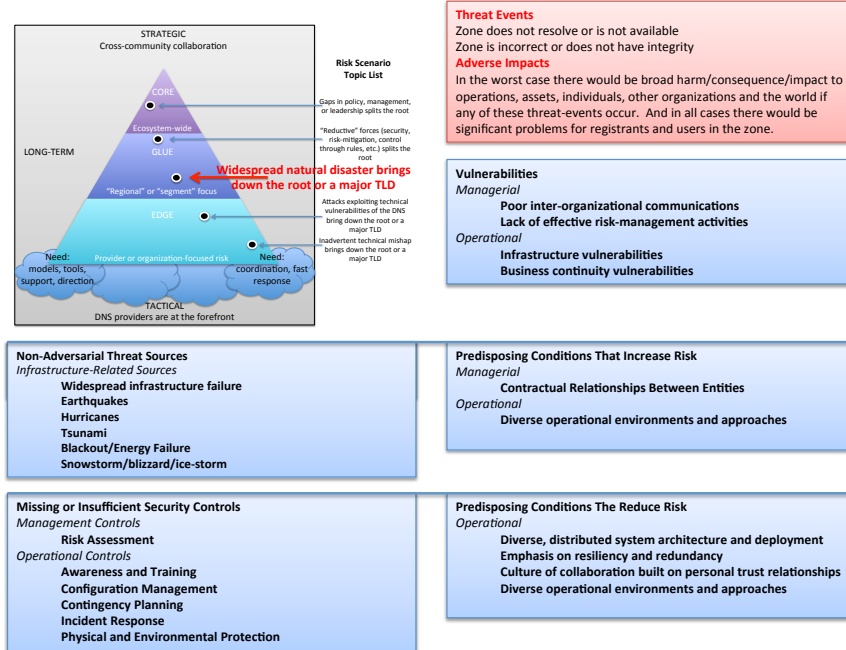 STRATEGIC
Cross-community collaboration
Risk Scenario
Topic List
CORE
Gaps in policy, management,
or leadership splits the root
Ecosystem-wide
LONG-TERM
GLUE
"Reductive" forces (security,
risk-mitigation, control
through rules, etc.) splits the
root
Widespread natural disaster brings
down the root or a major TLD
"Regional" or "segment" focus
EDGE
Attacks exploiting technical
vulnerabilities of the DNS
bring down the root or a
major TLD
Inadvertent technical mishap
brings down the root or a
major TLD
Provider or organization-focused risk
Need:
models, tools,
support, direction
Need:
coordination, fast
response
TACTICAL
DNS providers are at the forefront
Threat Events
Zone does not resolve or is not available
Zone is incorrect or does not have integrity
Adverse Impacts
In the worst case there would be broad harm/consequence/impact to
operations, assets, individuals, other organizations and the world if
any of these threat-events occur. And in all cases there would be
significant problems for registrants and users in the zone.
Vulnerabilities
Managerial
Poor inter-organizational communications
Lack of effective risk-management activities
Operational
Infrastructure vulnerabilities
Business continuity vulnerabilities
Non-Adversarial Threat Sources
Infrastructure-Related Sources
Widespread infrastructure failure
Earthquakes
Hurricanes
Tsunami
Blackout/Energy Failure
Snowstorm/blizzard/ice-storm
Predisposing Conditions That Increase Risk
Managerial
Contractual Relationships Between Entities
Operational
Diverse operational environments and approaches
Missing or Insufficient Security Controls
Management Controls
Risk Assessment
Operational Controls
Awareness and Training
Configuration Management
Contingency Planning
Incident Response
Physical and Environmental Protection
Predisposing Conditions The Reduce Risk
Operational
Diverse, distributed system architecture and deployment
Emphasis on resiliency and redundancy
Culture of collaboration built on personal trust relationships
Diverse operational environments and approaches